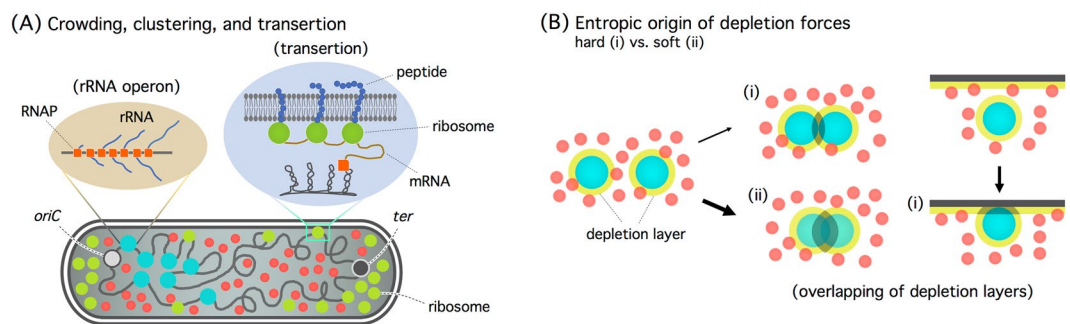 (A) Crowding, clustering, and transertion
(transertion)
peptide
(rRNA operon)
RNAP
rRNA
ribosome
mRNA
oriC
ter
ribosome
(B) Entropic origin of depletion forces
hard (i) vs. soft (ii)
(i)
(ii)
(i)
depletion layer
(overlapping of depletion layers)